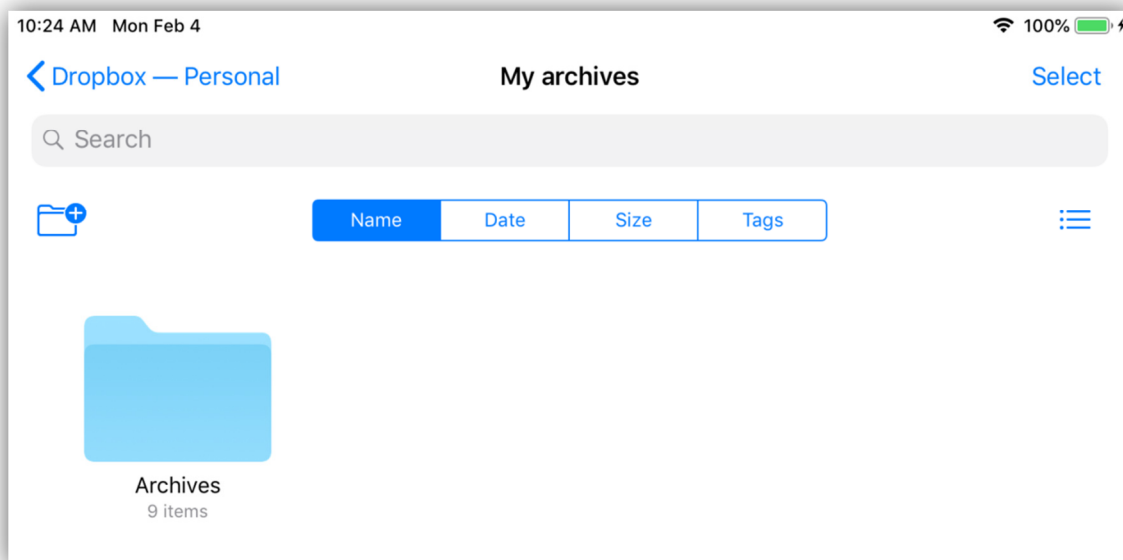 10:24 AM Mon Feb 4 100%
Dropbox — Personal My archives Select
Search
Name Date Size Tags
Archives
9 items